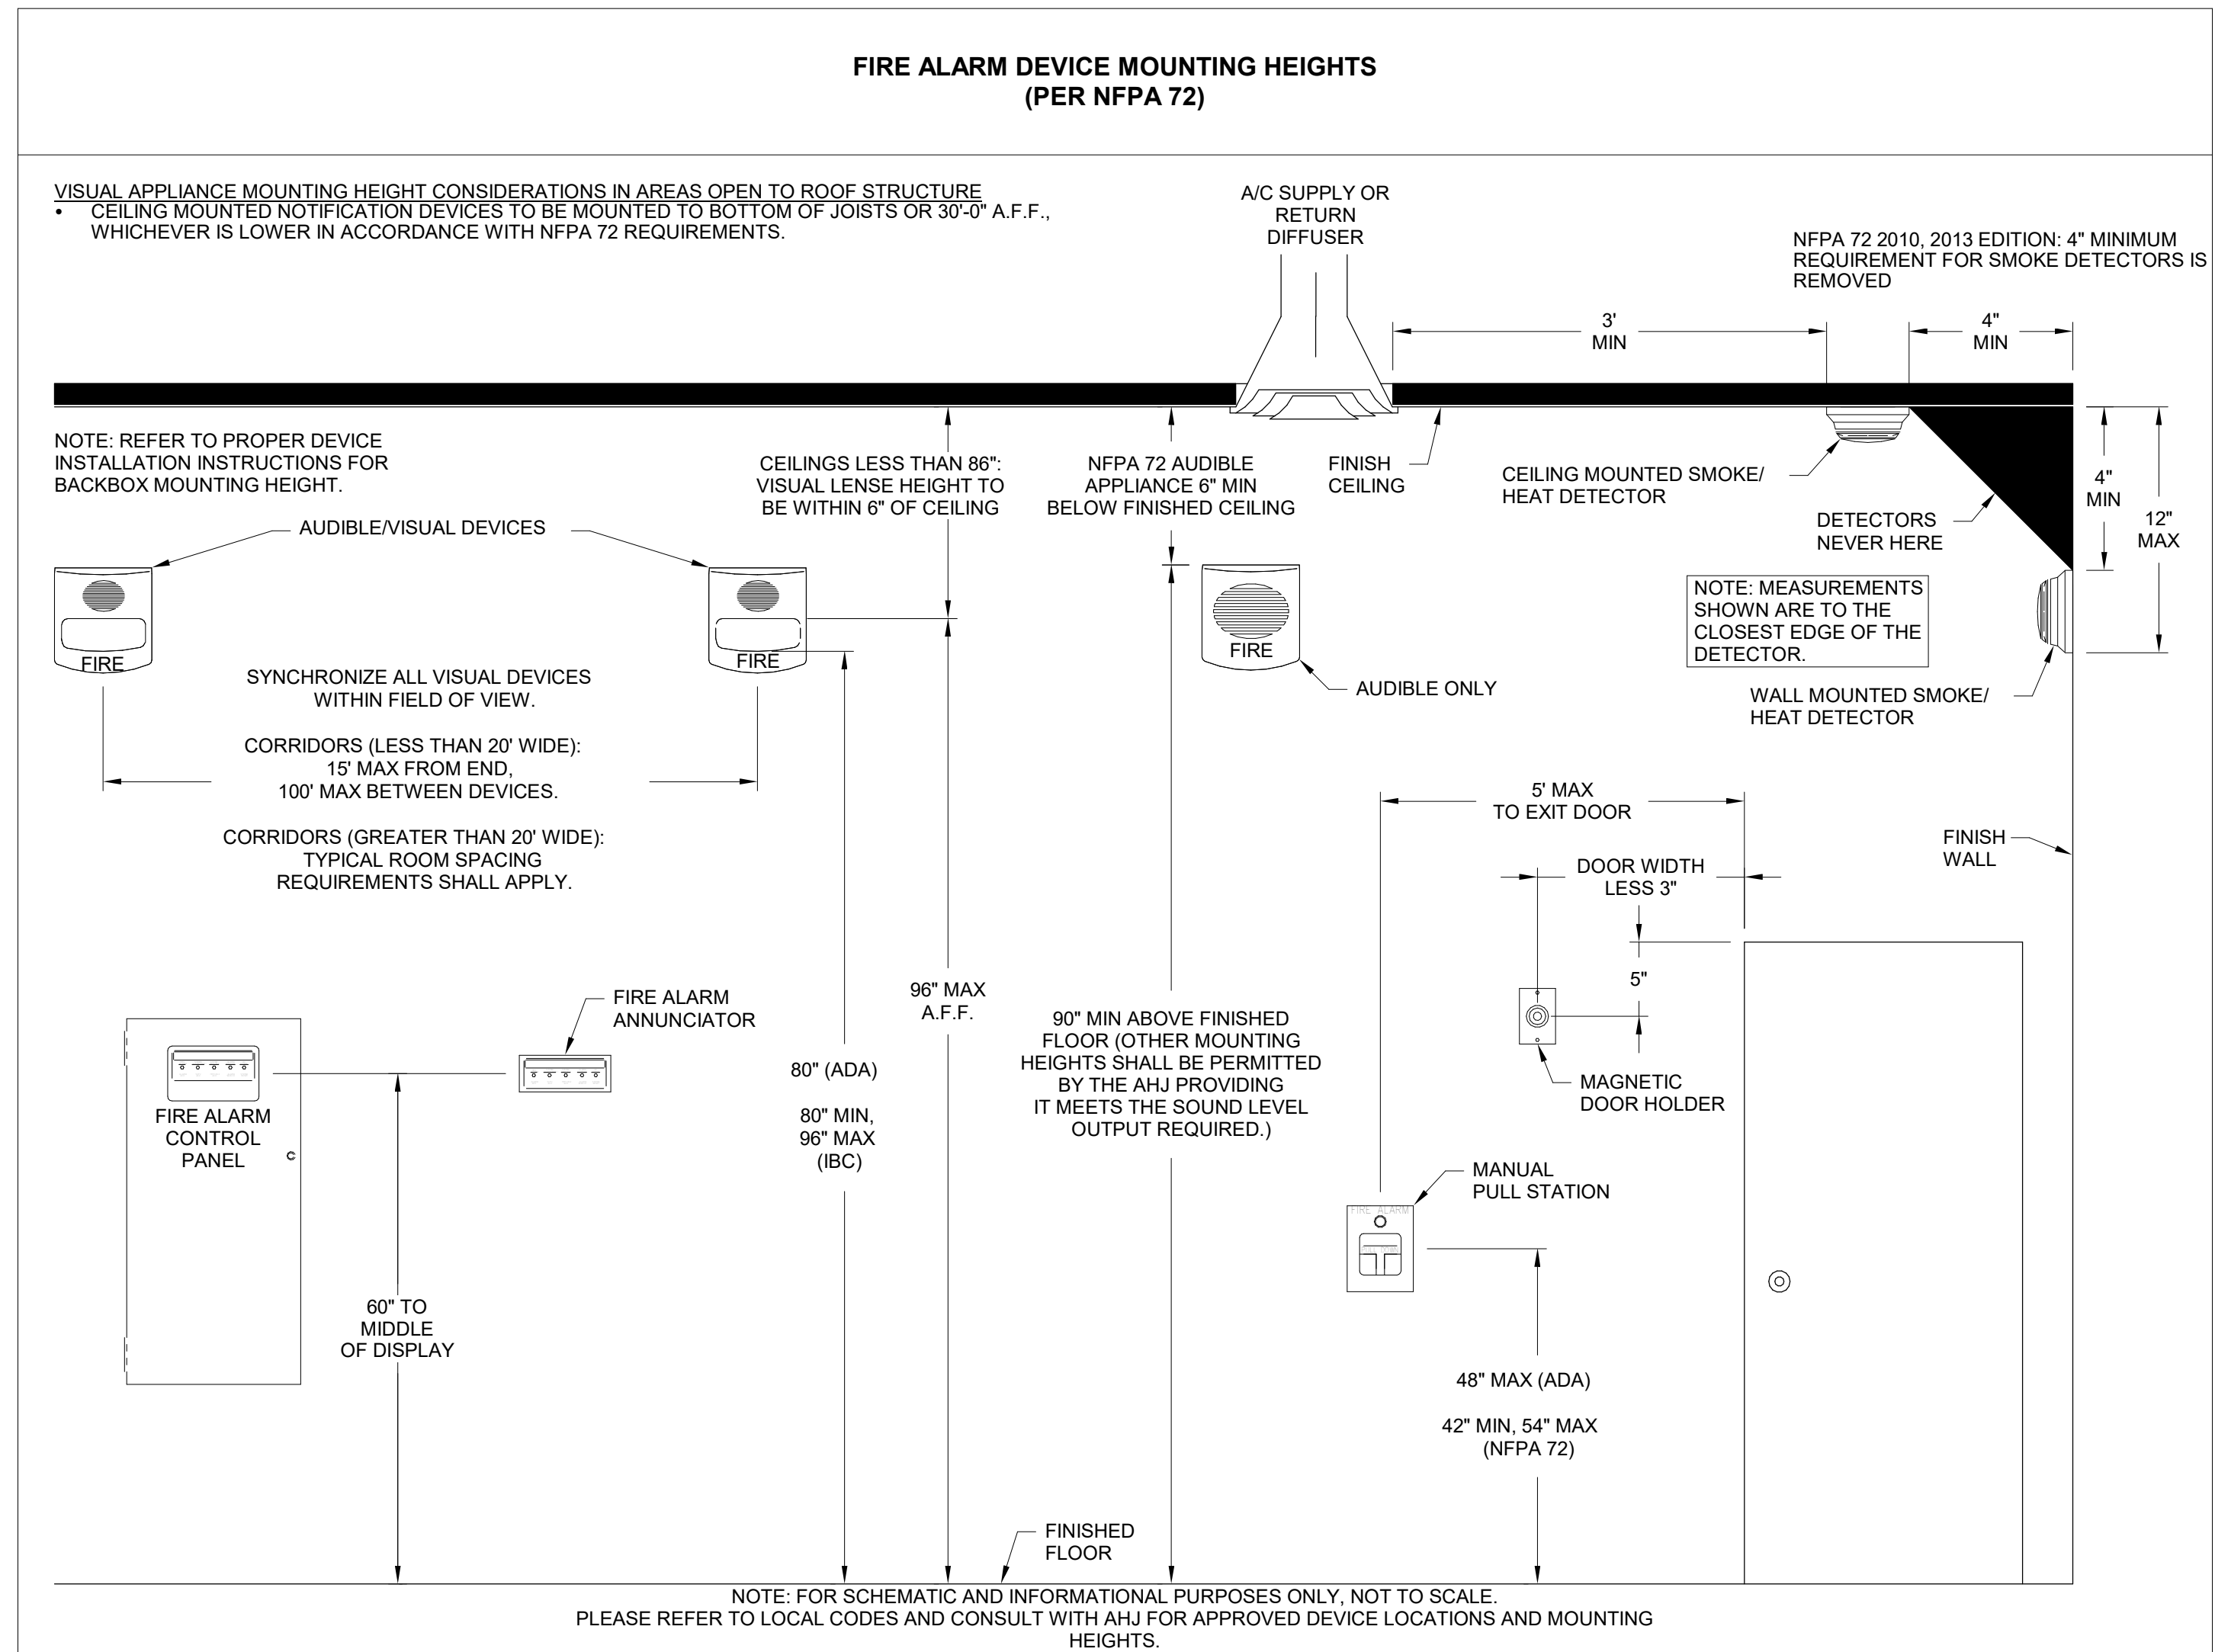 FIRE ALARM DEVICE MOUNTING HEIGHTS
(PER NFPA 72)
VISUAL APPLIANCE MOUNTING HEIGHT CONSIDERATIONS IN AREAS OPEN TO ROOF STRUCTURE
• CEILING MOUNTED NOTIFICATION DEVICES TO BE MOUNTED TO BOTTOM OF JOISTS OR 30'-0" A.F.F.,
WHICHEVER IS LOWER IN ACCORDANCE WITH NFPA 72 REQUIREMENTS.
A/C SUPPLY OR
RETURN
DIFFUSER
NFPA 72 2010, 2013 EDITION: 4" MINIMUM
REQUIREMENT FOR SMOKE DETECTORS IS
REMOVED
3'
MIN
4"
MIN
NOTE: REFER TO PROPER DEVICE
INSTALLATION INSTRUCTIONS FOR
BACKBOX MOUNTING HEIGHT.
CEILINGS LESS THAN 86":
VISUAL LENSE HEIGHT TO
BE WITHIN 6" OF CEILING
NFPA 72 AUDIBLE
APPLIANCE 6" MIN
BELOW FINISHED CEILING
FINISH
CEILING
CEILING MOUNTED SMOKE/
HEAT DETECTOR
4"
MIN
12"
MAX
DETECTORS
NEVER HERE
AUDIBLE/VISUAL DEVICES
FIRE
FIRE
FIRE
NOTE: MEASUREMENTS
SHOWN ARE TO THE
CLOSEST EDGE OF THE
DETECTOR.
AUDIBLE ONLY
WALL MOUNTED SMOKE/
HEAT DETECTOR
SYNCHRONIZE ALL VISUAL DEVICES
WITHIN FIELD OF VIEW.
CORRIDORS (LESS THAN 20' WIDE):
15' MAX FROM END,
100' MAX BETWEEN DEVICES.
CORRIDORS (GREATER THAN 20' WIDE):
TYPICAL ROOM SPACING
REQUIREMENTS SHALL APPLY.
5' MAX
TO EXIT DOOR
FINISH
WALL
DOOR WIDTH
LESS 3"
5"
FIRE ALARM
ANNUNCIATOR
96" MAX
A.F.F.
90" MIN ABOVE FINISHED
FLOOR (OTHER MOUNTING
HEIGHTS SHALL BE PERMITTED
BY THE AHJ PROVIDING
IT MEETS THE SOUND LEVEL
OUTPUT REQUIRED.)
80" (ADA)
80" MIN,
96" MAX
(IBC)
MAGNETIC
DOOR HOLDER
FIRE ALARM
CONTROL
PANEL
MANUAL
PULL STATION
FIRE ALARM
60" TO
MIDDLE
OF DISPLAY
48" MAX (ADA)
42" MIN, 54" MAX
(NFPA 72)
FINISHED
FLOOR
NOTE: FOR SCHEMATIC AND INFORMATIONAL PURPOSES ONLY, NOT TO SCALE.
PLEASE REFER TO LOCAL CODES AND CONSULT WITH AHJ FOR APPROVED DEVICE LOCATIONS AND MOUNTING
HEIGHTS.